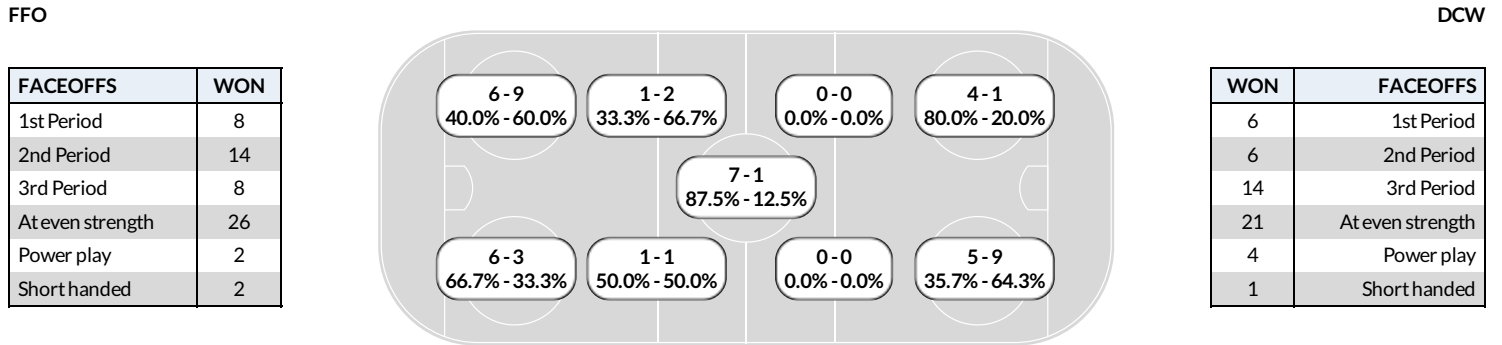 FFO
DCW
FACEOFFS WON
1st Period 8
2nd Period 14
3rd Period 8
At even strength 26
Power play 2
Short handed 2
6 - 9
40.0% - 60.0%
1 - 2
33.3% - 66.7%
0 - 0
0.0% - 0.0%
4 - 1
80.0% - 20.0%
7 - 1
87.5% - 12.5%
6 - 3
66.7% - 33.3%
1 - 1
50.0% - 50.0%
0 - 0
0.0% - 0.0%
5 - 9
35.7% - 64.3%
WON FACEOFFS
6 1st Period
6 2nd Period
14 3rd Period
21 At even strength
4 Power play
1 Short handed